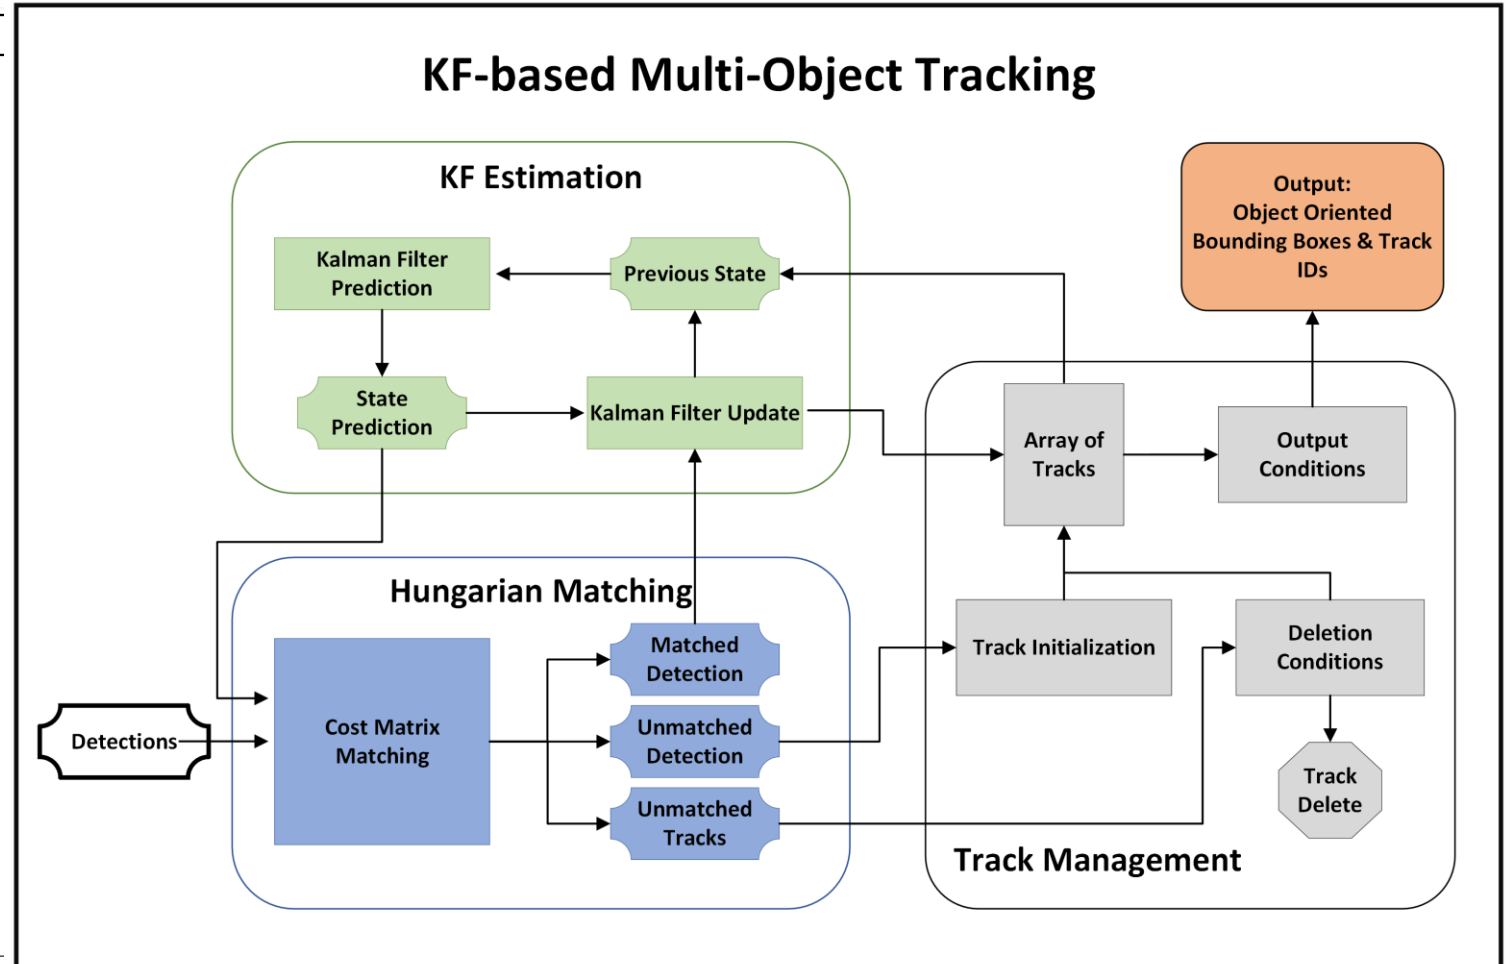 KF-based Multi-Object Tracking
KF Estimation
Kalman Filter
Prediction
Previous State
State
Prediction
Kalman Filter Update
Output:
Object Oriented
Bounding Boxes & Track
IDs
Array of
Tracks
Output
Conditions
Hungarian Matching
Detections
Cost Matrix
Matching
Matched
Detection
Unmatched
Detection
Unmatched
Tracks
Track Initialization
Deletion
Conditions
Track
Delete
Track Management